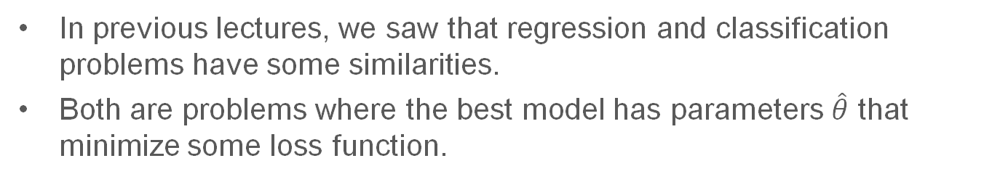 • In previous lectures, we saw that regression and classification
problems have some similarities.
• Both are problems where the best model has parameters θ̂ that
minimize some loss function.